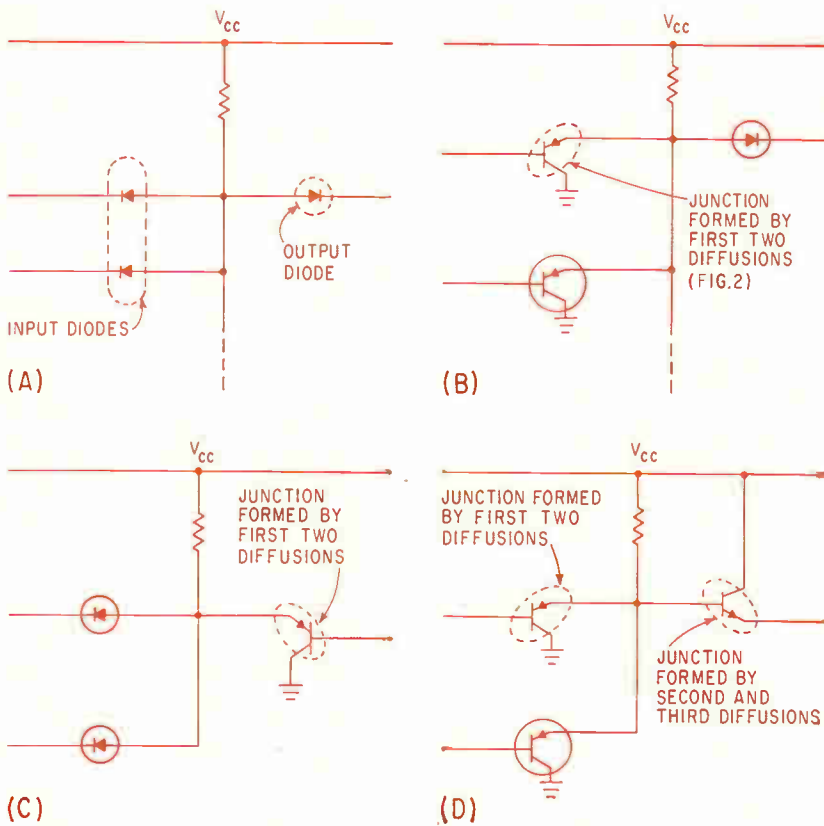 VCC
OUTPUT
DIODE
INPUT DIODES
(A)
VCC
JUNCTION
FORMED BY
FIRST TWO
DIFFUSIONS
(FIG.2)
(B)
VCC
JUNCTION
FORMED BY
FIRST TWO
DIFFUSIONS
(C)
VCC
JUNCTION FORMED
BY FIRST TWO
DIFFUSIONS
JUNCTION
FORMED BY
SECOND AND
THIRD DIFFUSIONS
(D)